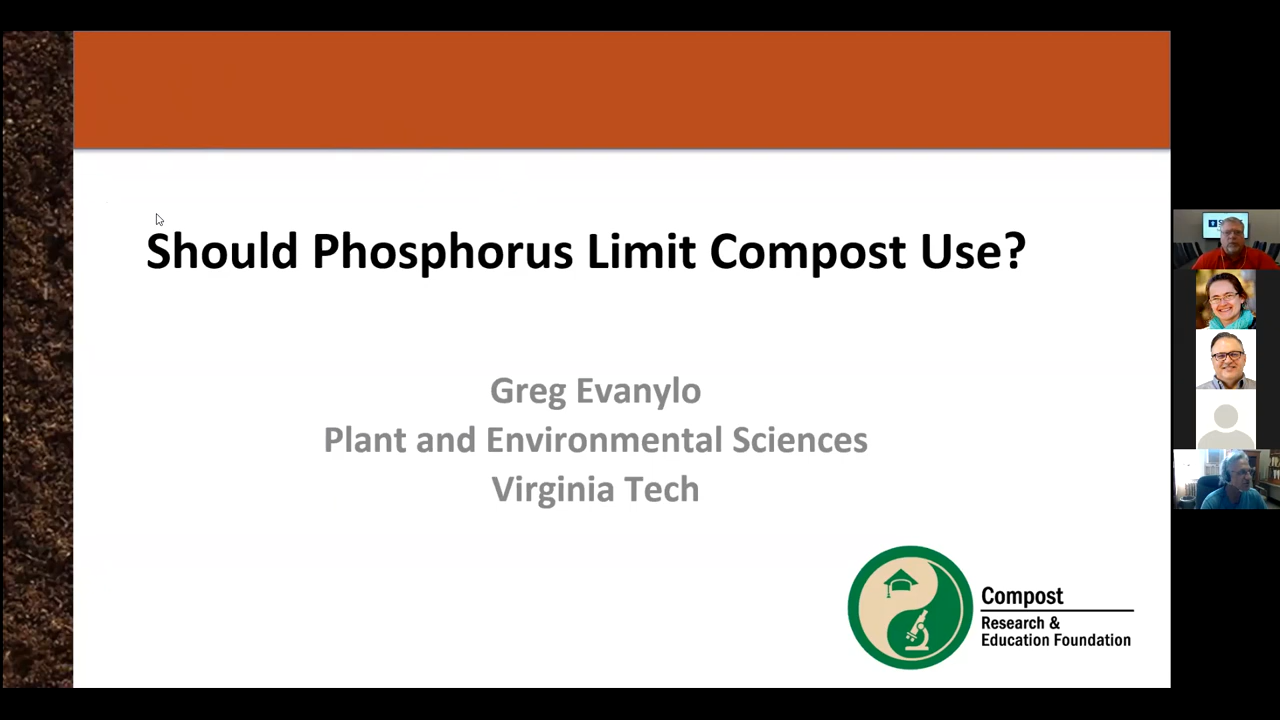 Should Phosphorus Limit Compost Use?
Greg Evanylo
Plant and Environmental Sciences
Virginia Tech
Compost
Research &
Education Foundation